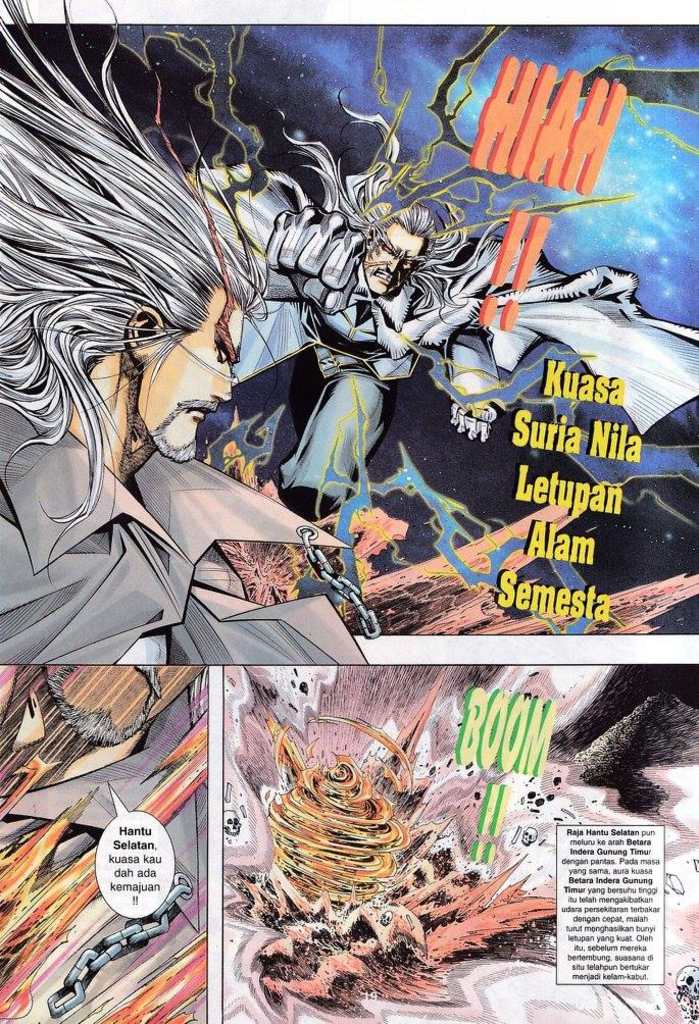 HIAH
!!
Kuasa
Suria Nila
Letupan
Alam
Semesta
Hantu
Selatan,
kuasa kau
dah ada
kemajuan
!!
BOOM
!!
Raja Hantu Selatan pun
meluru ke arah Betara
Indera Gunung Timur
dengan pantas. Pada masa
yang sama, aura kuasa
Betara Indera Gunung
Timur yang bersuhu tinggi
itu telah mengakibatkan
udara persekitaran terbakar
dengan cepat, malah
turut menghasilkan bunyi
letupan yang kuat. Oleh
itu, sebelum mereka
bertembung, suasana di
situ telahpun bertukar
menjadi kelam-kabut.
19